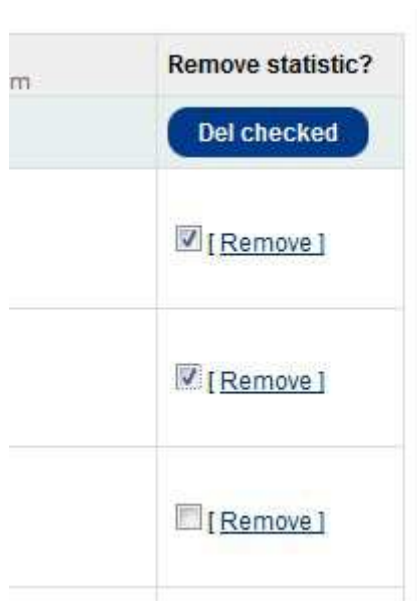 Remove statistic?
m
Del checked
[ Remove ]
[ Remove ]
[ Remove ]